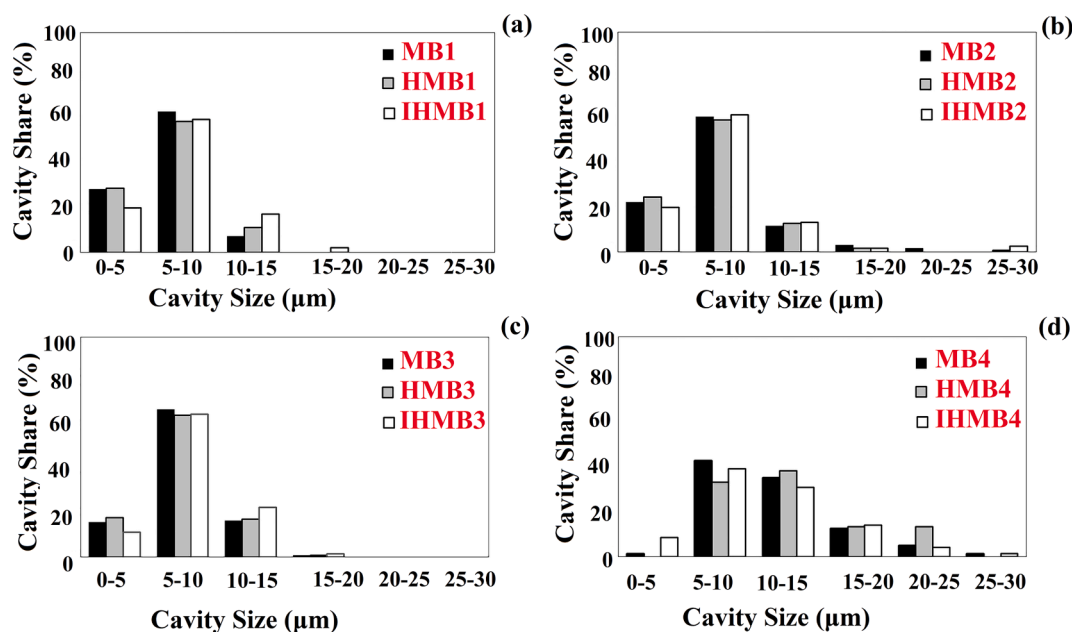 (a)
100
80
60
40
20
0
Cavity Share (%)
MB1
HMB1
IHMB1
0-5 5-10 10-15 15-20 20-25 25-30
Cavity Size (µm)
(b)
100
80
60
40
20
0
Cavity Share (%)
MB2
HMB2
IHMB2
0-5 5-10 10-15 15-20 20-25 25-30
Cavity Size (µm)
(c)
100
80
60
40
20
0
Cavity Share (%)
MB3
HMB3
IHMB3
0-5 5-10 10-15 15-20 20-25 25-30
Cavity Size (µm)
(d)
100
80
60
40
20
0
Cavity Share (%)
MB4
HMB4
IHMB4
0-5 5-10 10-15 15-20 20-25 25-30
Cavity Size (µm)